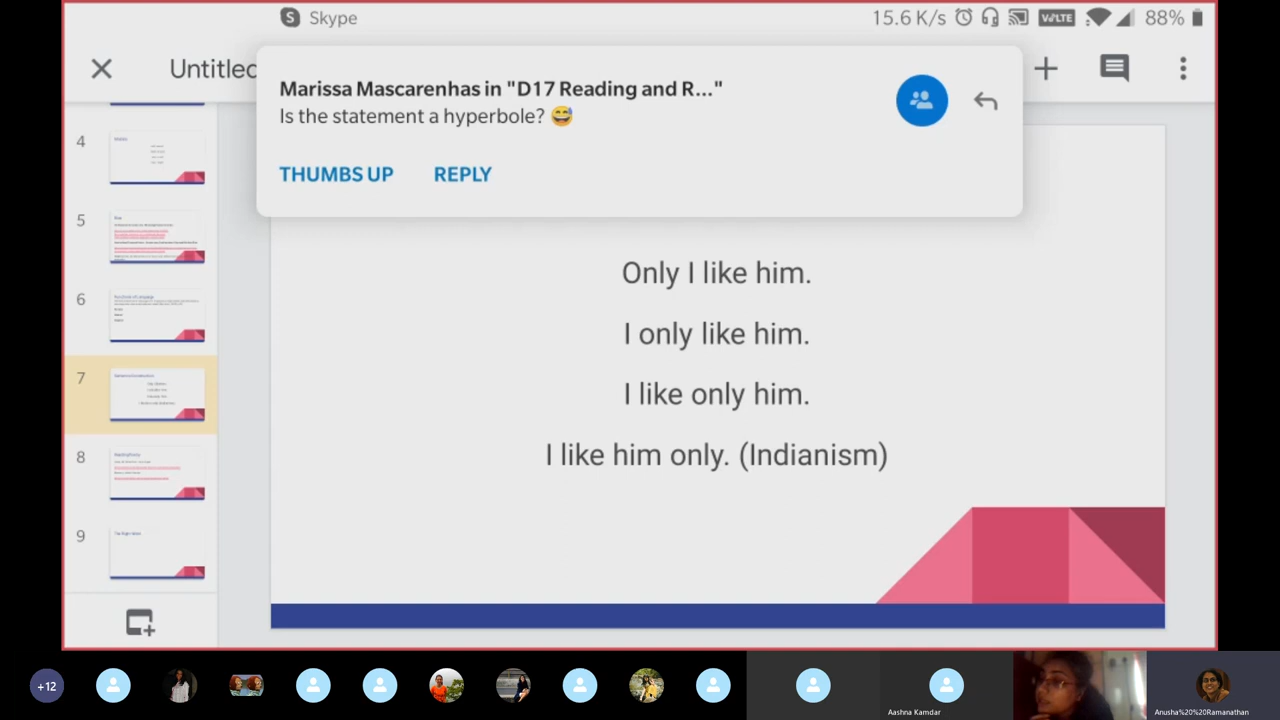 Skype
15.6 K/s
VoLTE
88%
Untitled
Marissa Mascarenhas in "D17 Reading and R..."
Is the statement a hyperbole? 😅
THUMBS UP
REPLY
4
5
6
7
8
9
Only I like him.
I only like him.
I like only him.
I like him only. (Indianism)
+12
Aashna Kamdar
Anusha%20%20Ramanathan